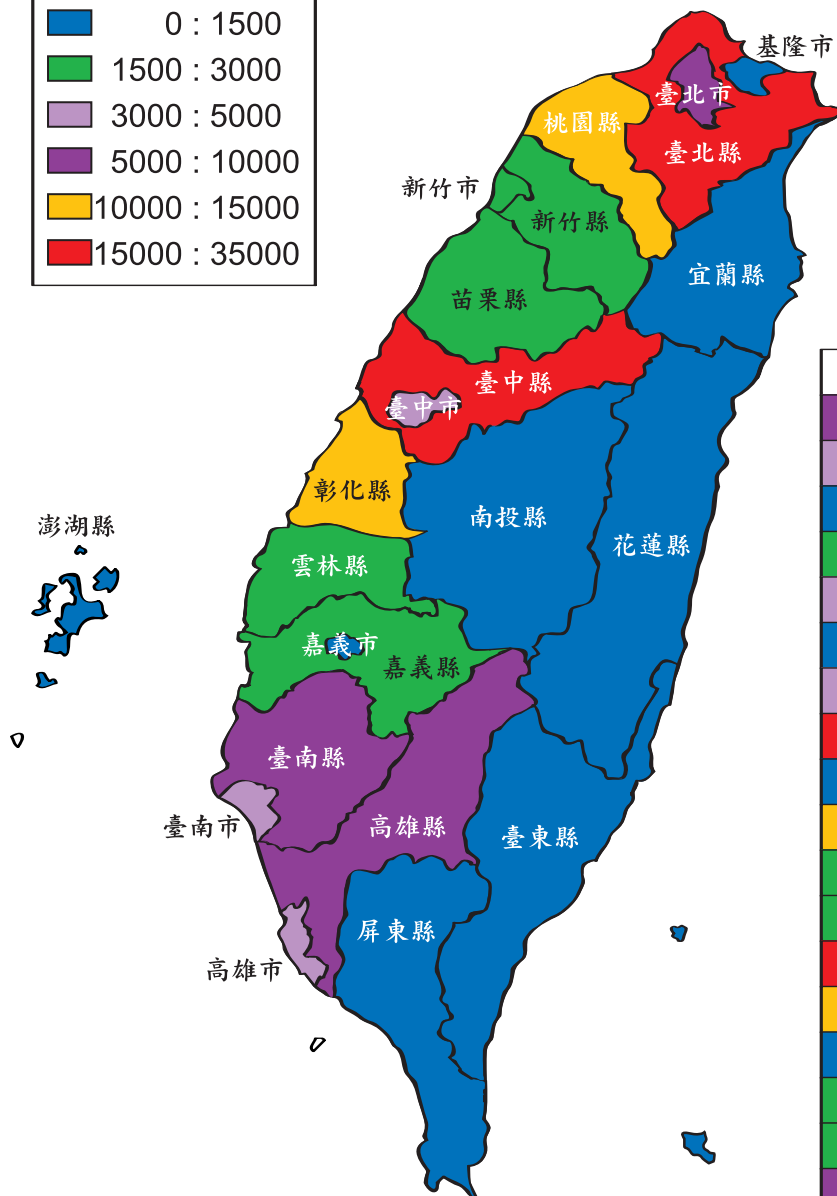 0 : 1500
1500 : 3000
3000 : 5000
5000 : 10000
10000 : 15000
15000 : 35000
基隆市
臺北市
桃園縣
臺北縣
新竹市
新竹縣
宜蘭縣
苗栗縣
臺中縣
臺中市
彰化縣
南投縣
澎湖縣
花蓮縣
雲林縣
嘉義市
嘉義縣
臺南縣
臺南市
高雄縣
臺東縣
屏東縣
高雄市